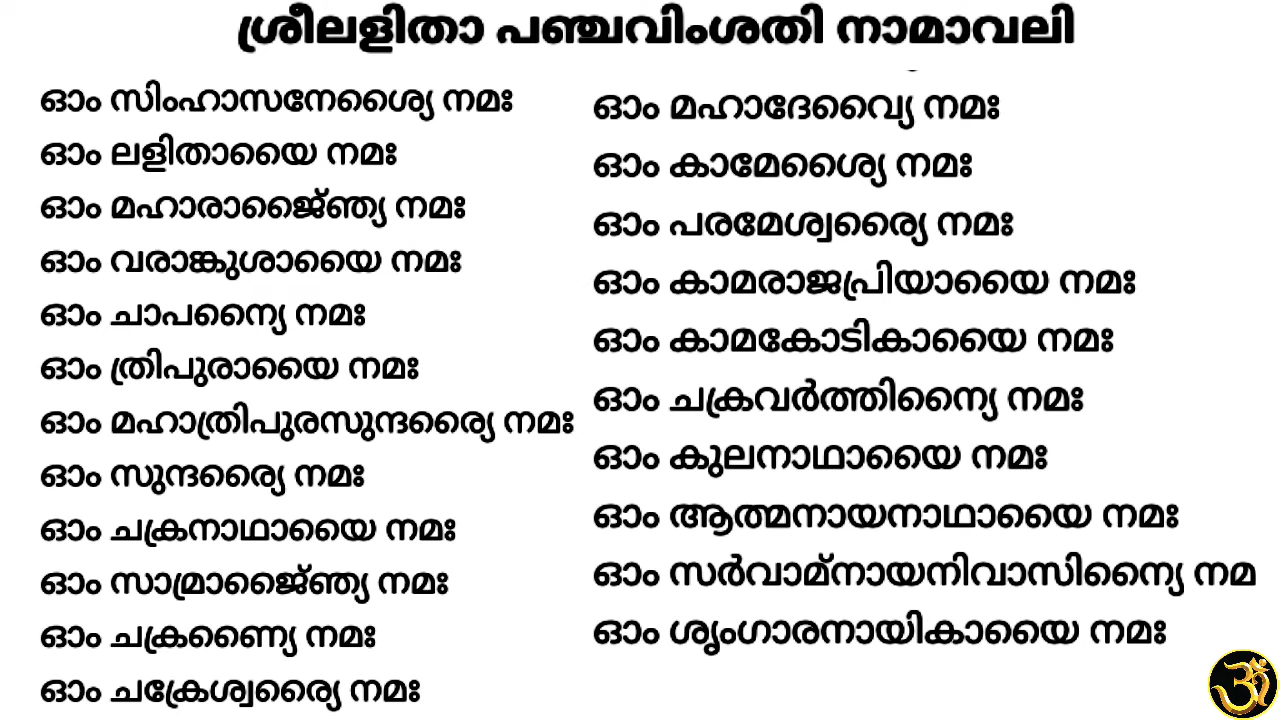 ശ്രീലളിതാ പഞ്ചവിംശതി നാമാവലി
ഓം സിംഹാസനേശ്യൈ നമഃ
ഓം ലളിതായൈ നമഃ
ഓം മഹാരാജ്ഞ്യൈ നമഃ
ഓം വരാങ്കുശായൈ നമഃ
ഓം ചാപന്യൈ നമഃ
ഓം ത്രിപുരായൈ നമഃ
ഓം മഹാത്രിപുരസുന്ദര്യൈ നമഃ
ഓം സുന്ദര്യൈ നമഃ
ഓം ചക്രനാഥായൈ നമഃ
ഓം സാമ്രാജ്ഞ്യൈ നമഃ
ഓം ചക്രണ്യൈ നമഃ
ഓം ചക്രേശ്വര്യൈ നമഃ
ഓം മഹാദേവ്യൈ നമഃ
ഓം കാമേശ്യൈ നമഃ
ഓം പരമേശ്വര്യൈ നമഃ
ഓം കാമരാജപ്രിയായൈ നമഃ
ഓം കാമകോടികായൈ നമഃ
ഓം ചക്രവർത്തിന്യൈ നമഃ
ഓം കുലനാഥായൈ നമഃ
ഓം ആത്മനായനാഥായൈ നമഃ
ഓം സർവാമ്‌നായനിവാസിന്യൈ നമ
ഓം ശൃംഗാരനായികായൈ നമഃ
ॐ